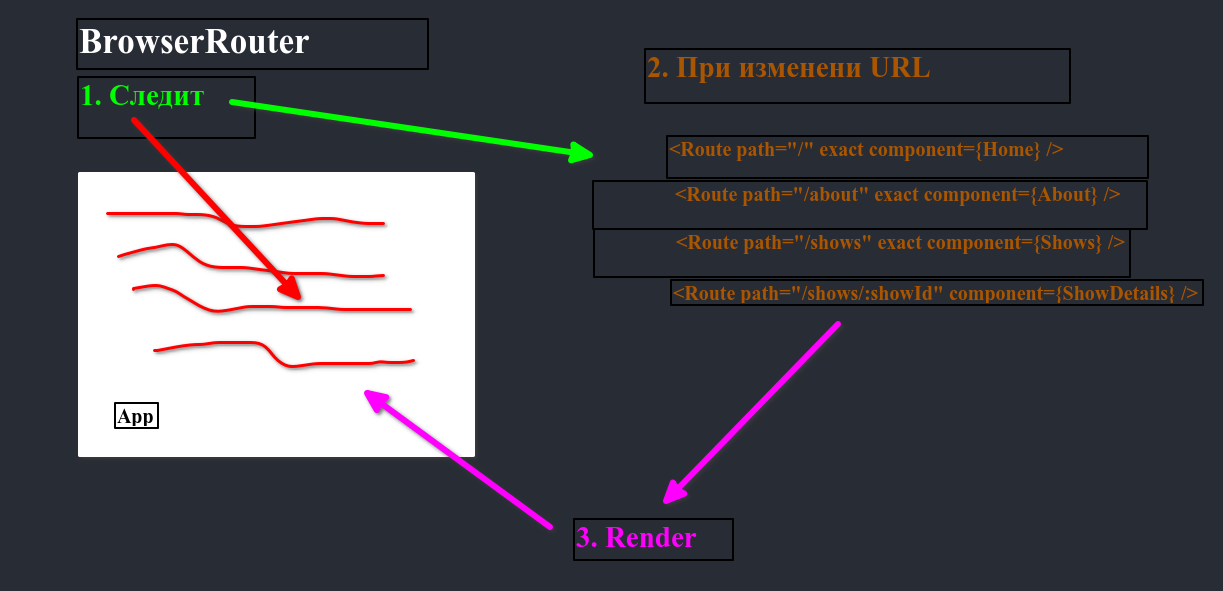 BrowserRouter
1. Следит
2. При изменени URL
<Route path="/" exact component={Home} />
<Route path="/about" exact component={About} />
<Route path="/shows" exact component={Shows} />
<Route path="/shows/:showId" component={ShowDetails} />
App
3. Render